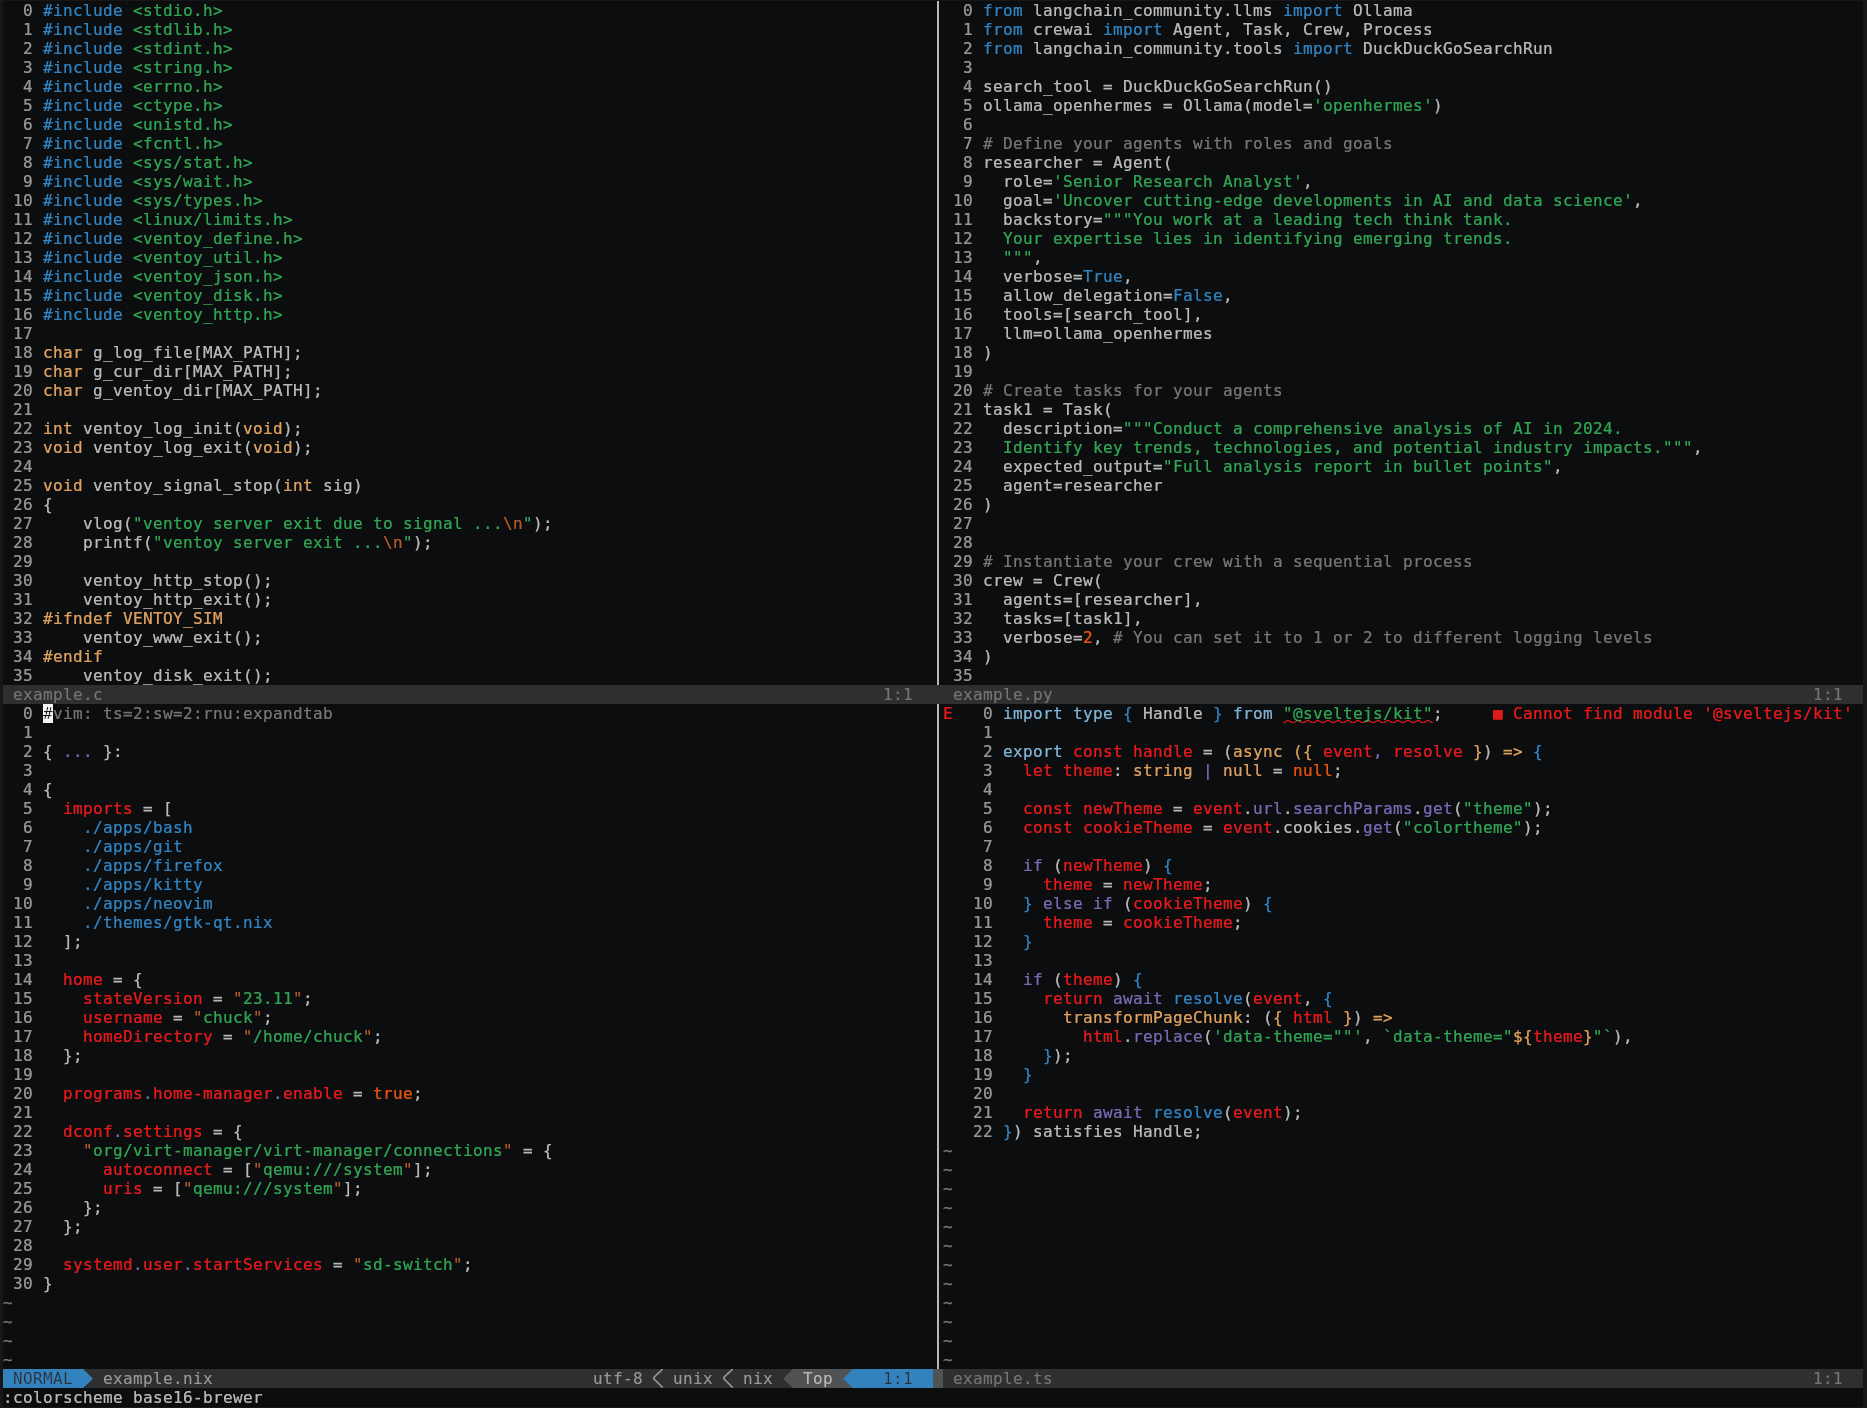 0 #include <stdio.h>
1 #include <stdlib.h>
2 #include <stdint.h>
3 #include <string.h>
4 #include <errno.h>
5 #include <ctype.h>
6 #include <unistd.h>
7 #include <fcntl.h>
8 #include <sys/stat.h>
9 #include <sys/wait.h>
10 #include <sys/types.h>
11 #include <linux/limits.h>
12 #include <ventoy_define.h>
13 #include <ventoy_util.h>
14 #include <ventoy_json.h>
15 #include <ventoy_disk.h>
16 #include <ventoy_http.h>
17
18 char g_log_file[MAX_PATH];
19 char g_cur_dir[MAX_PATH];
20 char g_ventoy_dir[MAX_PATH];
21
22 int ventoy_log_init(void);
23 void ventoy_log_exit(void);
24
25 void ventoy_signal_stop(int sig)
26 {
27     vlog("ventoy server exit due to signal ...\n");
28     printf("ventoy server exit ...\n");
29
30     ventoy_http_stop();
31     ventoy_http_exit();
32 #ifndef VENTOY_SIM
33     ventoy_www_exit();
34 #endif
35     ventoy_disk_exit();
example.c 1:1
0 from langchain_community.llms import Ollama
1 from crewai import Agent, Task, Crew, Process
2 from langchain_community.tools import DuckDuckGoSearchRun
3
4 search_tool = DuckDuckGoSearchRun()
5 ollama_openhermes = Ollama(model='openhermes')
6
7 # Define your agents with roles and goals
8 researcher = Agent(
9   role='Senior Research Analyst',
10   goal='Uncover cutting-edge developments in AI and data science',
11   backstory="""You work at a leading tech think tank.
12   Your expertise lies in identifying emerging trends.
13   """,
14   verbose=True,
15   allow_delegation=False,
16   tools=[search_tool],
17   llm=ollama_openhermes
18 )
19
20 # Create tasks for your agents
21 task1 = Task(
22   description="""Conduct a comprehensive analysis of AI in 2024.
23   Identify key trends, technologies, and potential industry impacts.""",
24   expected_output="Full analysis report in bullet points",
25   agent=researcher
26 )
27
28
29 # Instantiate your crew with a sequential process
30 crew = Crew(
31   agents=[researcher],
32   tasks=[task1],
33   verbose=2, # You can set it to 1 or 2 to different logging levels
34 )
35
example.py 1:1
0 #vim: ts=2:sw=2:rnu:expandtab
1
2 { ... }:
3
4 {
5   imports = [
6     ./apps/bash
7     ./apps/git
8     ./apps/firefox
9     ./apps/kitty
10     ./apps/neovim
11     ./themes/gtk-qt.nix
12   ];
13
14   home = {
15     stateVersion = "23.11";
16     username = "chuck";
17     homeDirectory = "/home/chuck";
18   };
19
20   programs.home-manager.enable = true;
21
22   dconf.settings = {
23     "org/virt-manager/virt-manager/connections" = {
24       autoconnect = ["qemu:///system"];
25       uris = ["qemu:///system"];
26     };
27   };
28
29   systemd.user.startServices = "sd-switch";
30 }
~
~
~
~
NORMAL example.nix utf-8 unix nix Top 1:1
E 0 import type { Handle } from "@sveltejs/kit";     ■ Cannot find module '@sveltejs/kit'
1
2 export const handle = (async ({ event, resolve }) => {
3   let theme: string | null = null;
4
5   const newTheme = event.url.searchParams.get("theme");
6   const cookieTheme = event.cookies.get("colortheme");
7
8   if (newTheme) {
9     theme = newTheme;
10   } else if (cookieTheme) {
11     theme = cookieTheme;
12   }
13
14   if (theme) {
15     return await resolve(event, {
16       transformPageChunk: ({ html }) =>
17         html.replace('data-theme=""', `data-theme="${theme}"`),
18     });
19   }
20
21   return await resolve(event);
22 }) satisfies Handle;
~
~
~
~
~
~
~
~
~
~
~
~
example.ts 1:1
:colorscheme base16-brewer